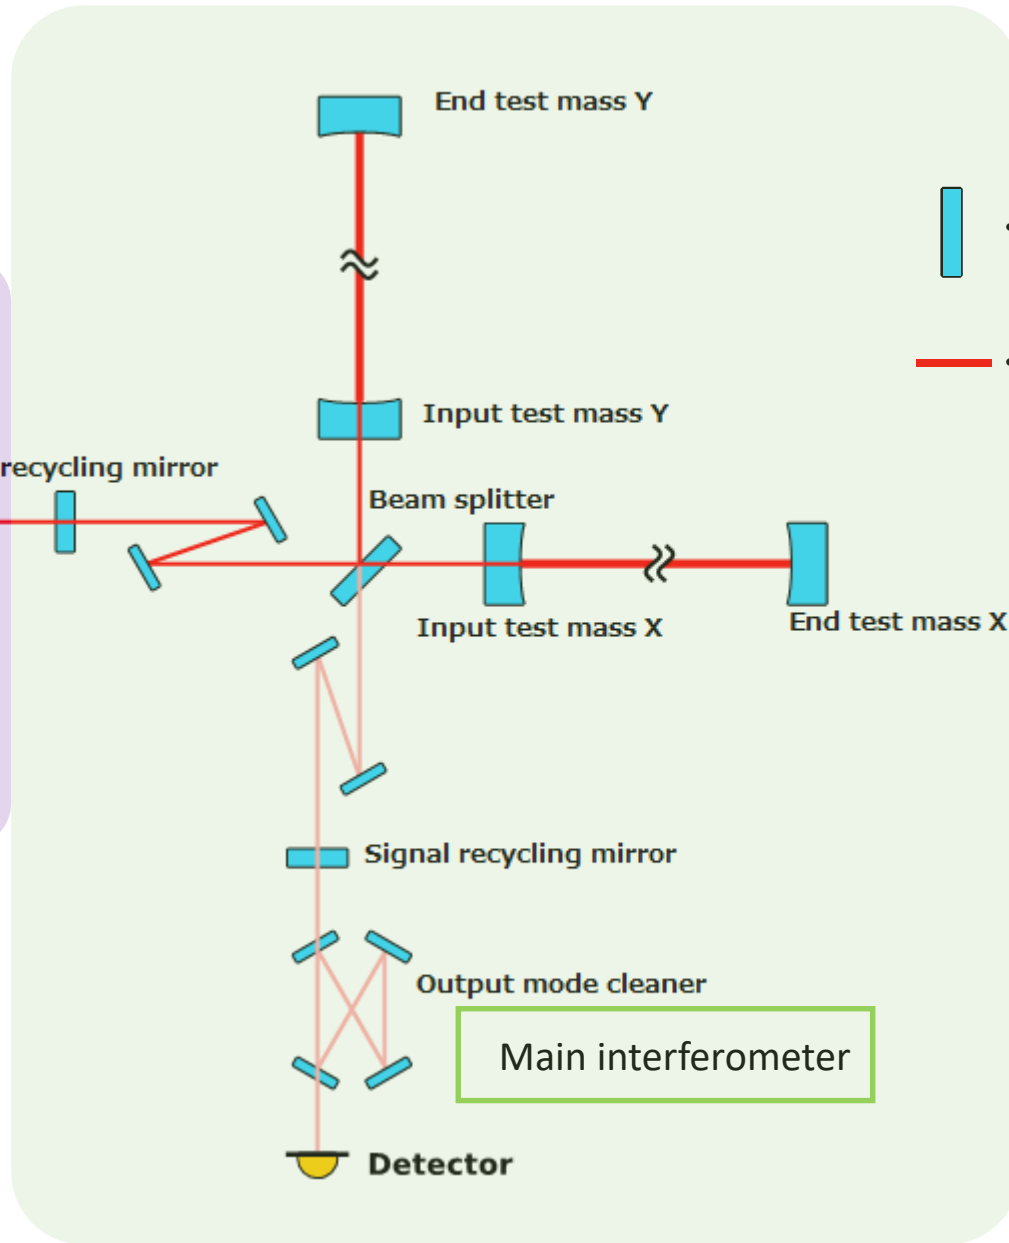 End test mass Y
Input test mass Y
recycling mirror
Beam splitter
Input test mass X
End test mass X
Signal recycling mirror
Output mode cleaner
Main interferometer
Detector